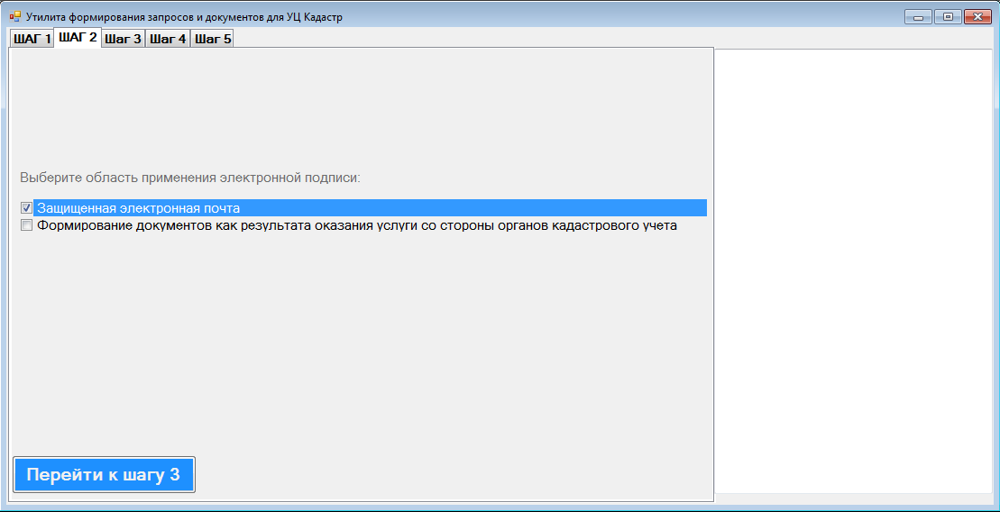 Утилита формирования запросов и документов для УЦ Кадастр
ШАГ 1 ШАГ 2 Шаг 3 Шаг 4 Шаг 5
Выберите область применения электронной подписи:
Защищенная электронная почта
Формирование документов как результата оказания услуги со стороны органов кадастрового учета
Перейти к шагу 3